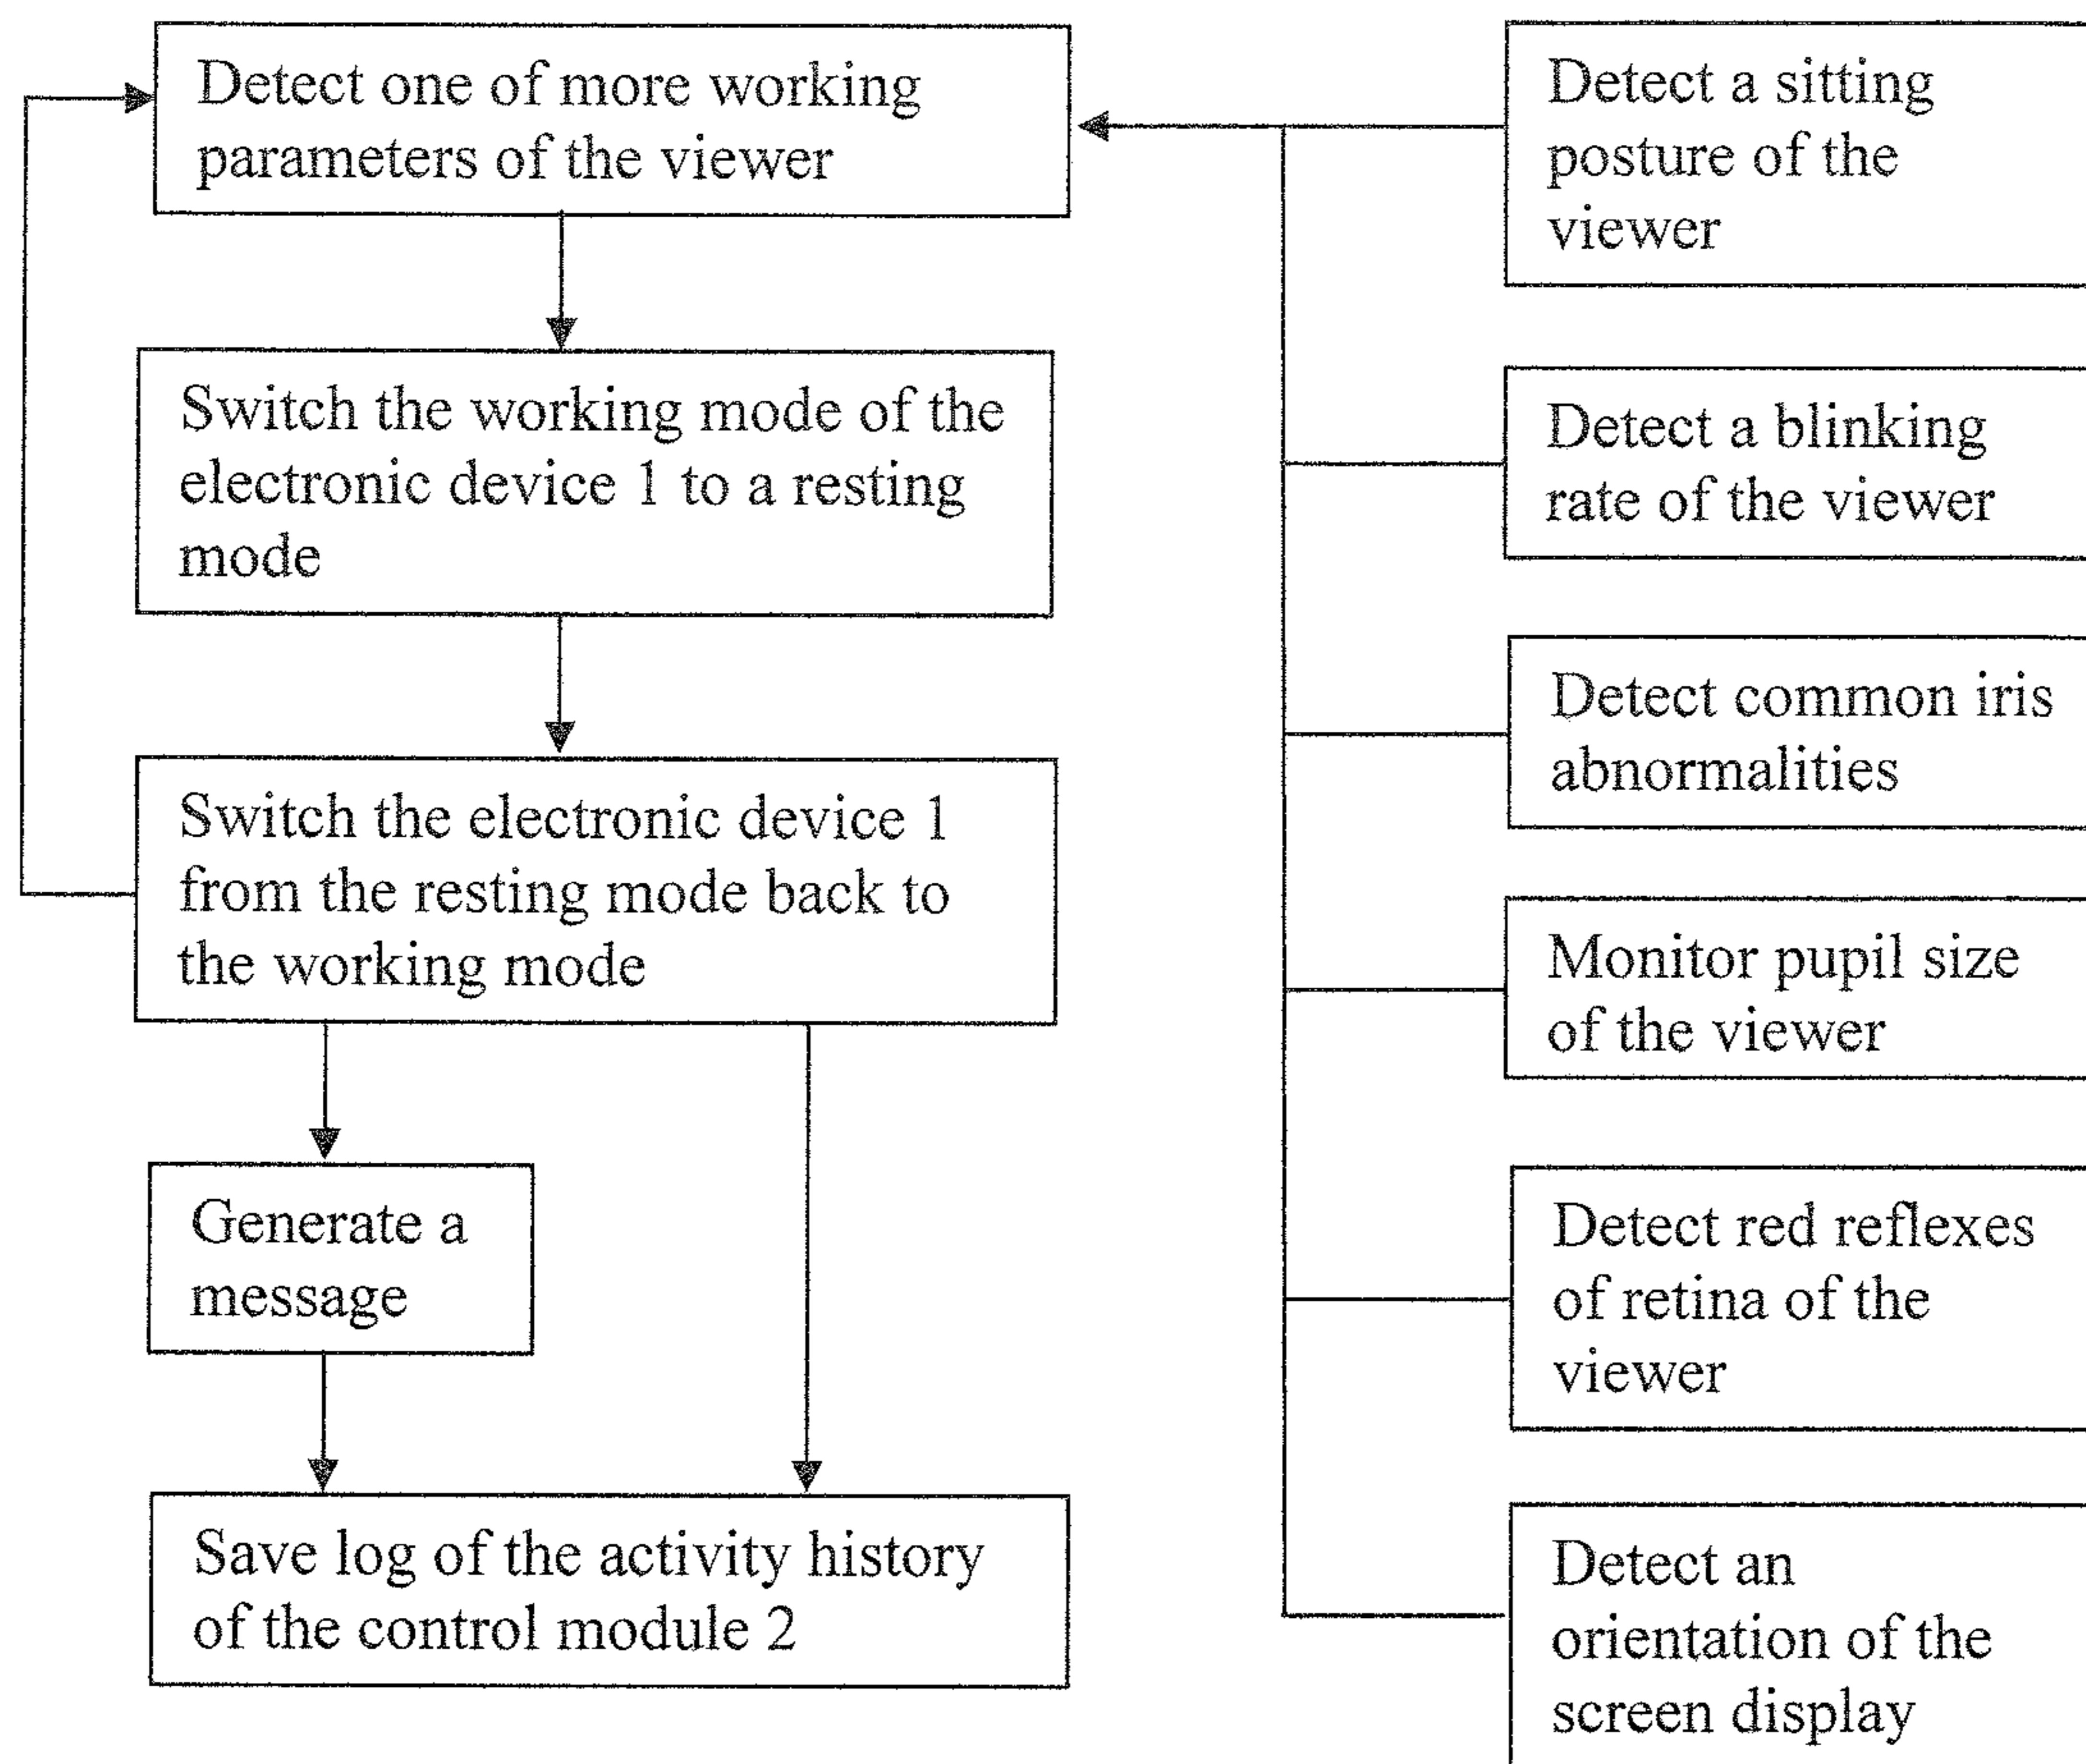 Detect one of more working
parameters of the viewer
Switch the working mode of the
electronic device 1 to a resting
mode
Switch the electronic device 1
from the resting mode back to
the working mode
Generate a
message
Save log of the activity history
of the control module 2
Detect a sitting
posture of the
viewer
Detect a blinking
rate of the viewer
Detect common iris
abnormalities
Monitor pupil size
of the viewer
Detect red reflexes
of retina of the
viewer
Detect an
orientation of the
screen display